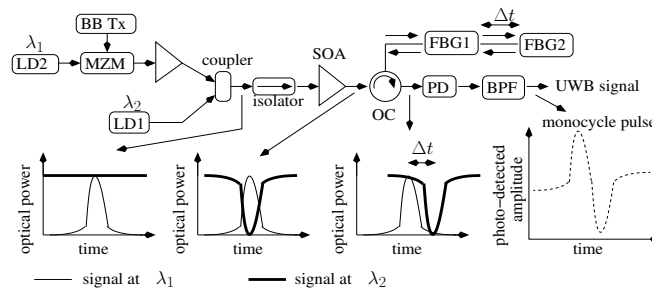 BB Tx
λ1
LD2
MZM
coupler
λ2
LD1
isolator
SOA
OC
FBG1
Δt
FBG2
PD
BPF
UWB signal
monocycle pulse
optical power
time
optical power
time
optical power
Δt
time
photo-detected
amplitude
time
signal at λ1
signal at λ2